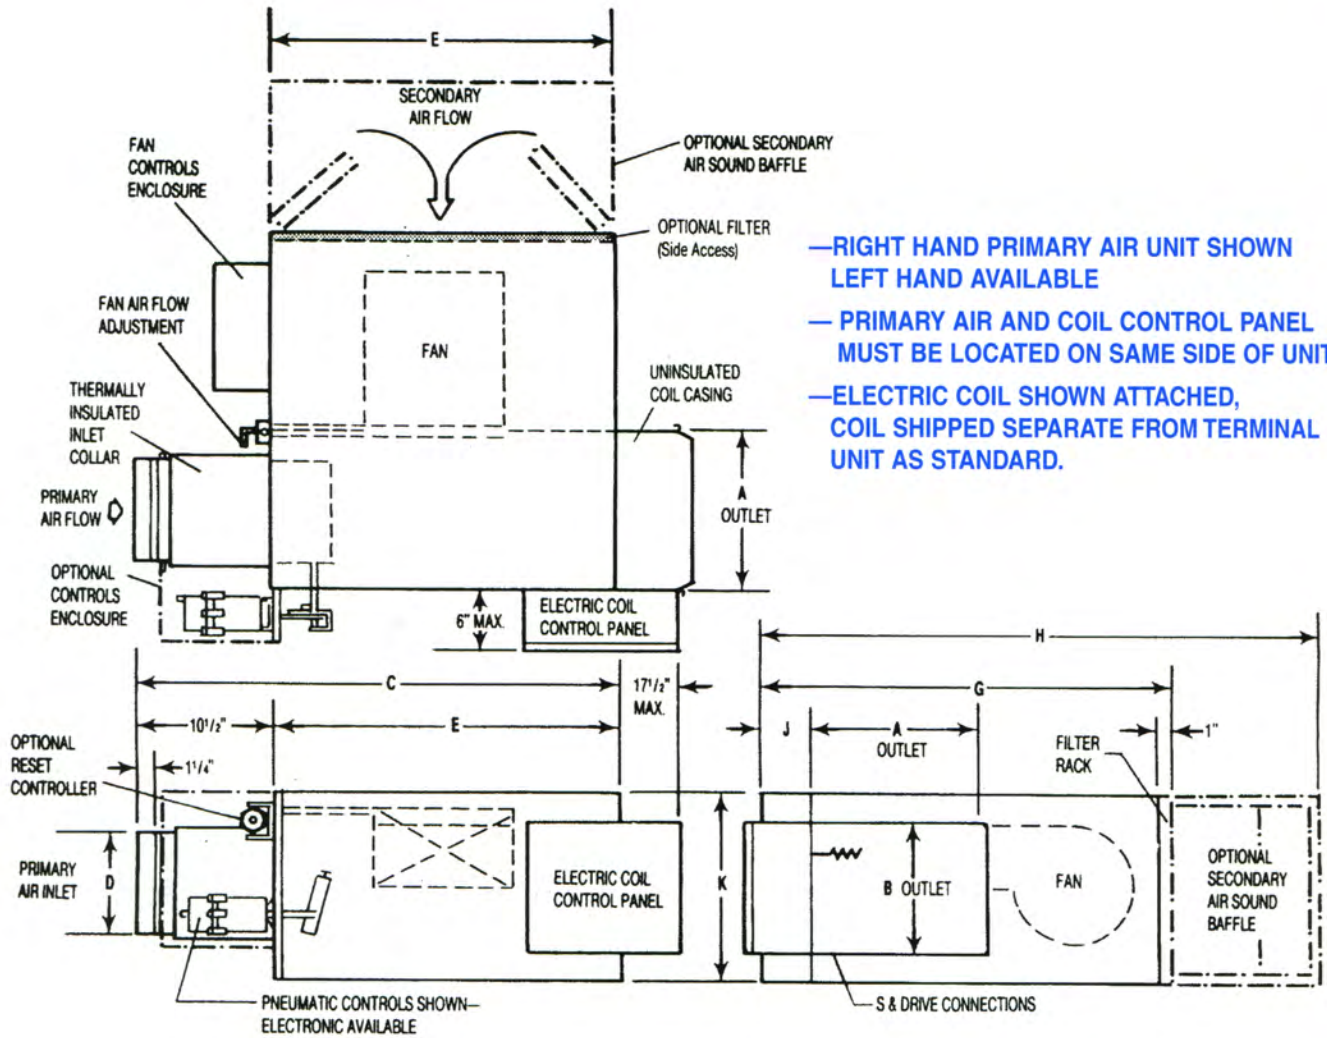 E
SECONDARY
AIR FLOW
FAN
CONTROLS
ENCLOSURE
OPTIONAL SECONDARY
AIR SOUND BAFFLE
OPTIONAL FILTER
(Side Access)
FAN AIR FLOW
ADJUSTMENT
FAN
THERMALLY
INSULATED
INLET
COLLAR
UNINSULATED
COIL CASING
PRIMARY
AIR FLOW
A
OUTLET
OPTIONAL
CONTROLS
ENCLOSURE
6" MAX.
ELECTRIC COIL
CONTROL PANEL
—RIGHT HAND PRIMARY AIR UNIT SHOWN
LEFT HAND AVAILABLE
— PRIMARY AIR AND COIL CONTROL PANEL
MUST BE LOCATED ON SAME SIDE OF UNIT
—ELECTRIC COIL SHOWN ATTACHED,
COIL SHIPPED SEPARATE FROM TERMINAL
UNIT AS STANDARD.
C
17 1/2"
MAX.
10 1/2"
E
OPTIONAL
RESET
CONTROLLER
1 1/4"
PRIMARY
AIR INLET
D
ELECTRIC COIL
CONTROL PANEL
K
PNEUMATIC CONTROLS SHOWN—
ELECTRONIC AVAILABLE
H
G
J
A
OUTLET
1"
FILTER
RACK
B OUTLET
FAN
OPTIONAL
SECONDARY
AIR SOUND
BAFFLE
S & DRIVE CONNECTIONS